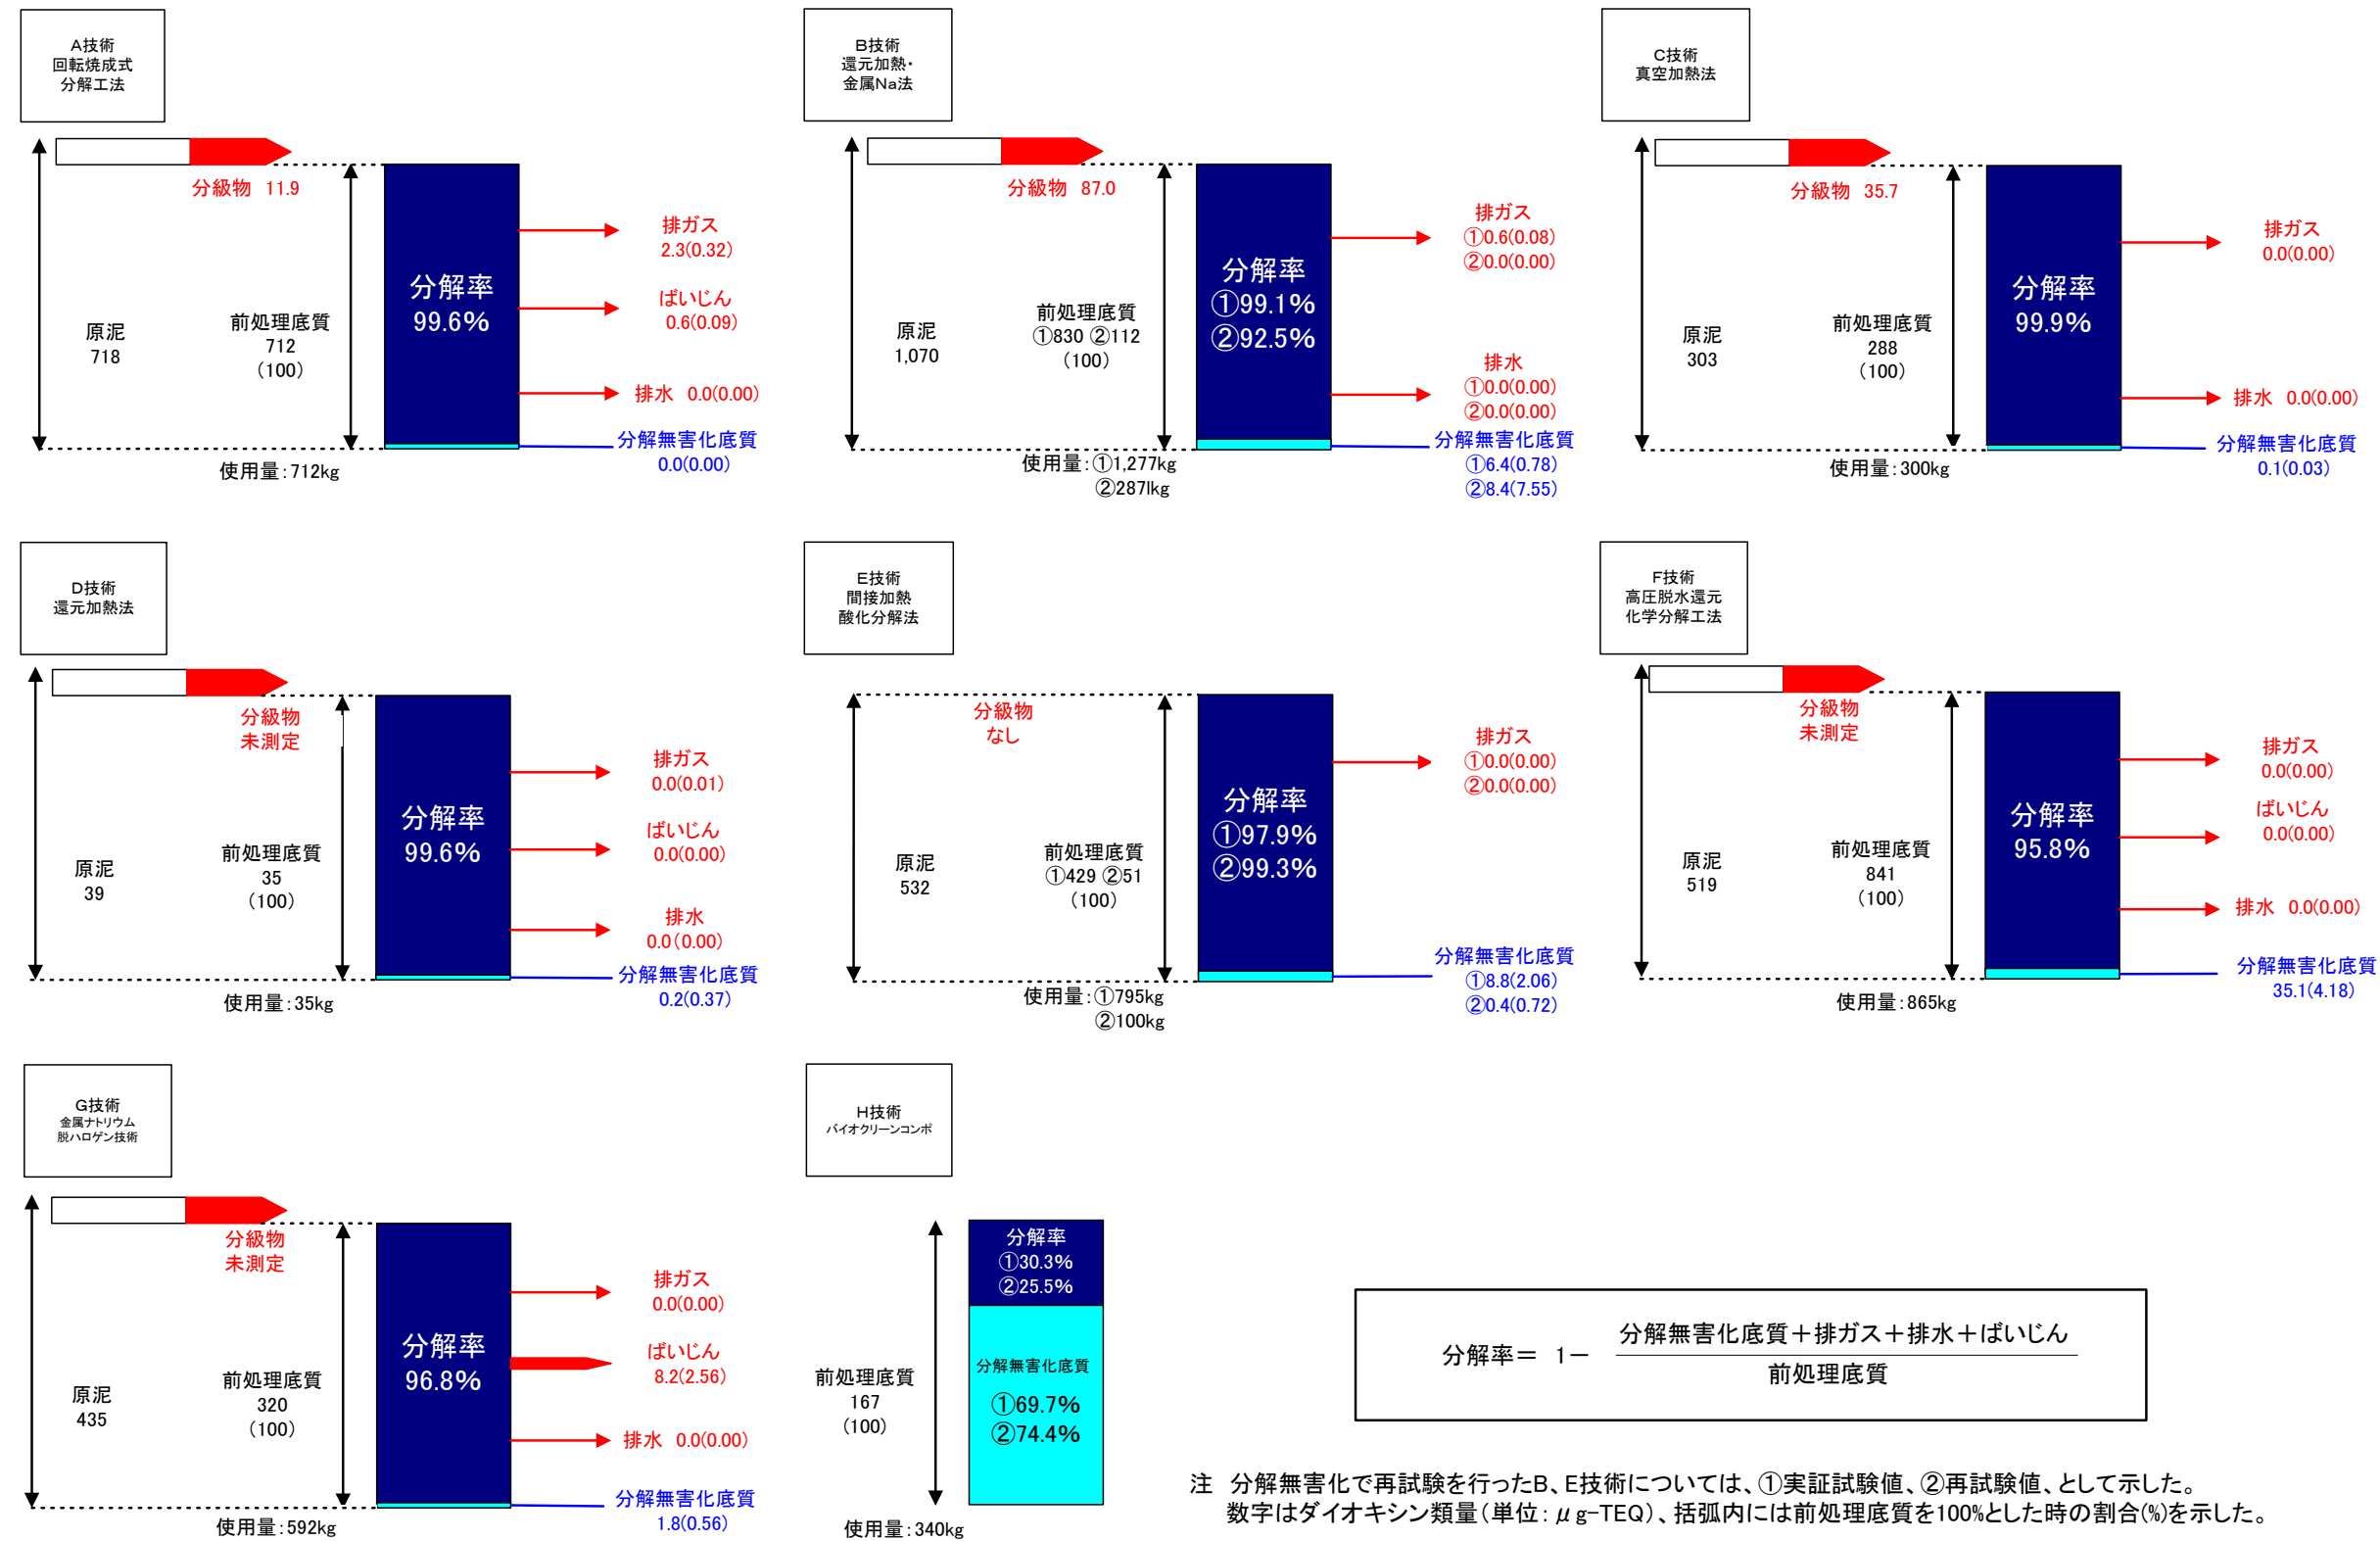 A技術
回転焼成式
分解工法
分級物 11.9
原泥
718
前処理底質
712
(100)
分解率
99.6%
排ガス
2.3(0.32)
ばいじん
0.6(0.09)
排水 0.0(0.00)
分解無害化底質
0.0(0.00)
使用量:712kg
B技術
還元加熱・
金属Na法
分級物 87.0
原泥
1,070
前処理底質
①830 ②112
(100)
分解率
①99.1%
②92.5%
排ガス
①0.6(0.08)
②0.0(0.00)
排水
①0.0(0.00)
②0.0(0.00)
分解無害化底質
①6.4(0.78)
②8.4(7.55)
使用量:①1,277kg
②287lkg
C技術
真空加熱法
分級物 35.7
原泥
303
前処理底質
288
(100)
分解率
99.9%
排ガス
0.0(0.00)
排水 0.0(0.00)
分解無害化底質
0.1(0.03)
使用量:300kg
D技術
還元加熱法
分級物
未測定
原泥
39
前処理底質
35
(100)
分解率
99.6%
排ガス
0.0(0.01)
ばいじん
0.0(0.00)
排水
0.0(0.00)
分解無害化底質
0.2(0.37)
使用量:35kg
E技術
間接加熱
酸化分解法
分級物
なし
原泥
532
前処理底質
①429 ②51
(100)
分解率
①97.9%
②99.3%
排ガス
①0.0(0.00)
②0.0(0.00)
分解無害化底質
①8.8(2.06)
②0.4(0.72)
使用量:①795kg
②100kg
F技術
高圧脱水還元
化学分解工法
分級物
未測定
原泥
519
前処理底質
841
(100)
分解率
95.8%
排ガス
0.0(0.00)
ばいじん
0.0(0.00)
排水 0.0(0.00)
分解無害化底質
35.1(4.18)
使用量:865kg
G技術
金属ナトリウム
脱ハロゲン技術
分級物
未測定
原泥
435
前処理底質
320
(100)
分解率
96.8%
排ガス
0.0(0.00)
ばいじん
8.2(2.56)
排水 0.0(0.00)
分解無害化底質
1.8(0.56)
使用量:592kg
H技術
バイオクリーンコンポ
前処理底質
167
(100)
分解率
①30.3%
②25.5%
分解無害化底質
①69.7%
②74.4%
使用量:340kg
分解率= 1-
分解無害化底質+排ガス+排水+ばいじん
前処理底質
注 分解無害化で再試験を行ったB、E技術については、①実証試験値、②再試験値、として示した。
数字はダイオキシン類量(単位:μg-TEQ)、括弧内には前処理底質を100%とした時の割合(%)を示した。